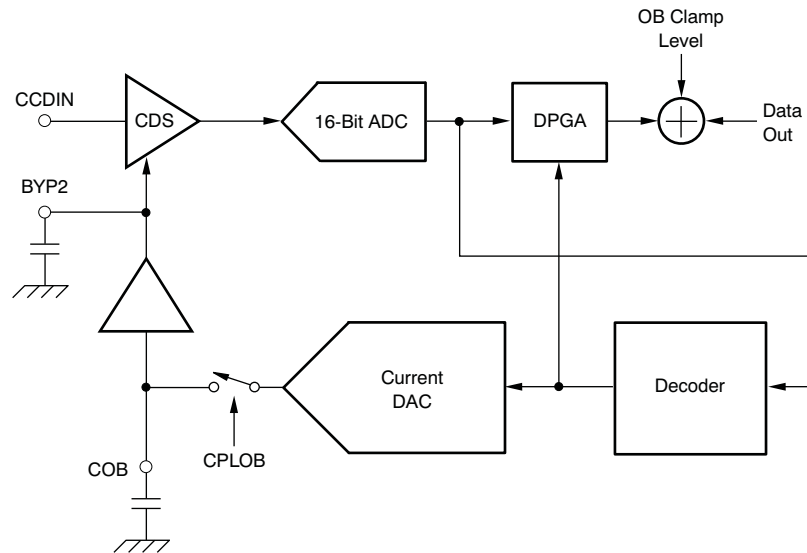 OB Clamp
Level
CCDIN
CDS
16-Bit ADC
DPGA
Data
Out
BYP2
Current
DAC
Decoder
CPLOB
COB